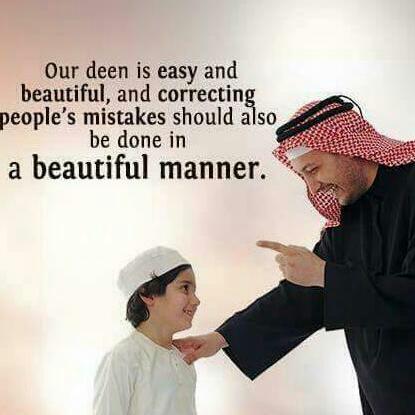 Our deen is easy and
beautiful, and correcting
people's mistakes should also
be done in
a beautiful manner.